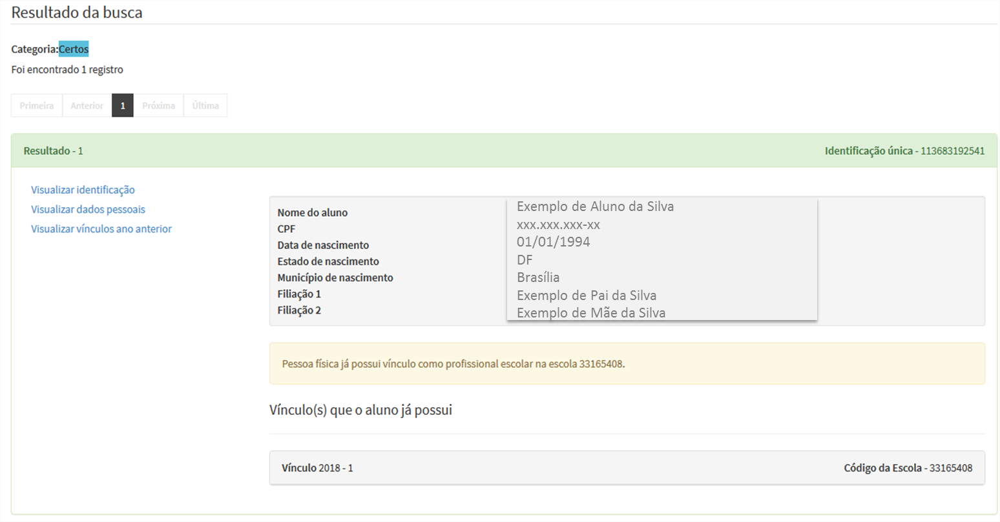 Resultado da busca
Categoria:Certos
Foi encontrado 1 registro
Primeira Anterior 1 Próxima Última
Resultado - 1 Identificação única - 113683192541
Visualizar identificação
Visualizar dados pessoais
Visualizar vínculos ano anterior
Nome do aluno Exemplo de Aluno da Silva
CPF xxx.xxx.xxx-xx
Data de nascimento 01/01/1994
Estado de nascimento DF
Município de nascimento Brasília
Filiação 1 Exemplo de Pai da Silva
Filiação 2 Exemplo de Mãe da Silva
Pessoa física já possui vínculo como profissional escolar na escola 33165408.
Vínculo(s) que o aluno já possui
Vínculo 2018 - 1 Código da Escola - 33165408